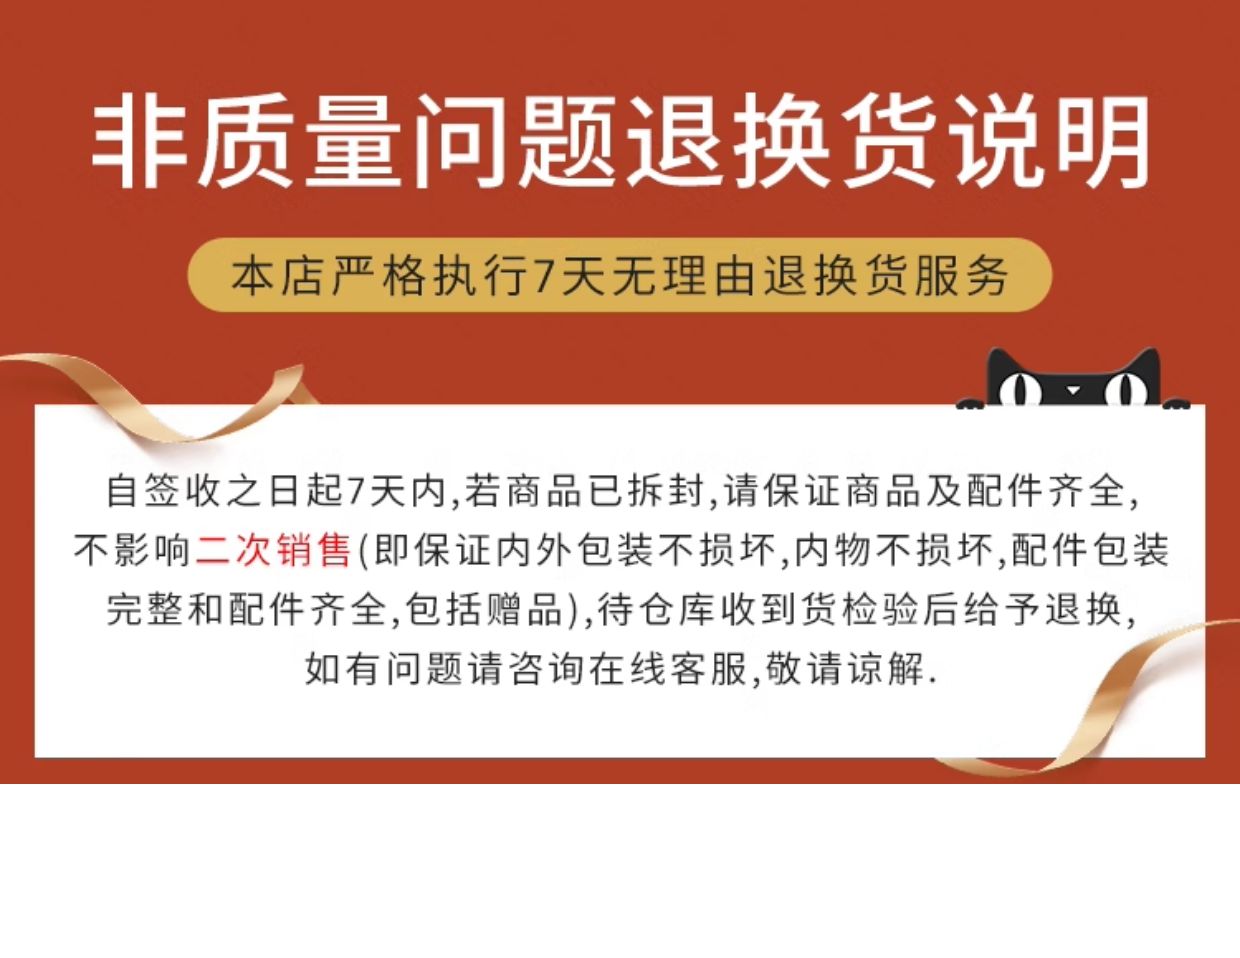 非质量问题退换货说明
本店严格执行7天无理由退换货服务
自签收之日起7天内,若商品已拆封,请保证商品及配件齐全,
不影响二次销售(即保证内外包装不损坏,内物不损坏,配件包装
完整和配件齐全,包括赠品),待仓库收到货检验后给予退换,
如有问题请咨询在线客服,敬请谅解.